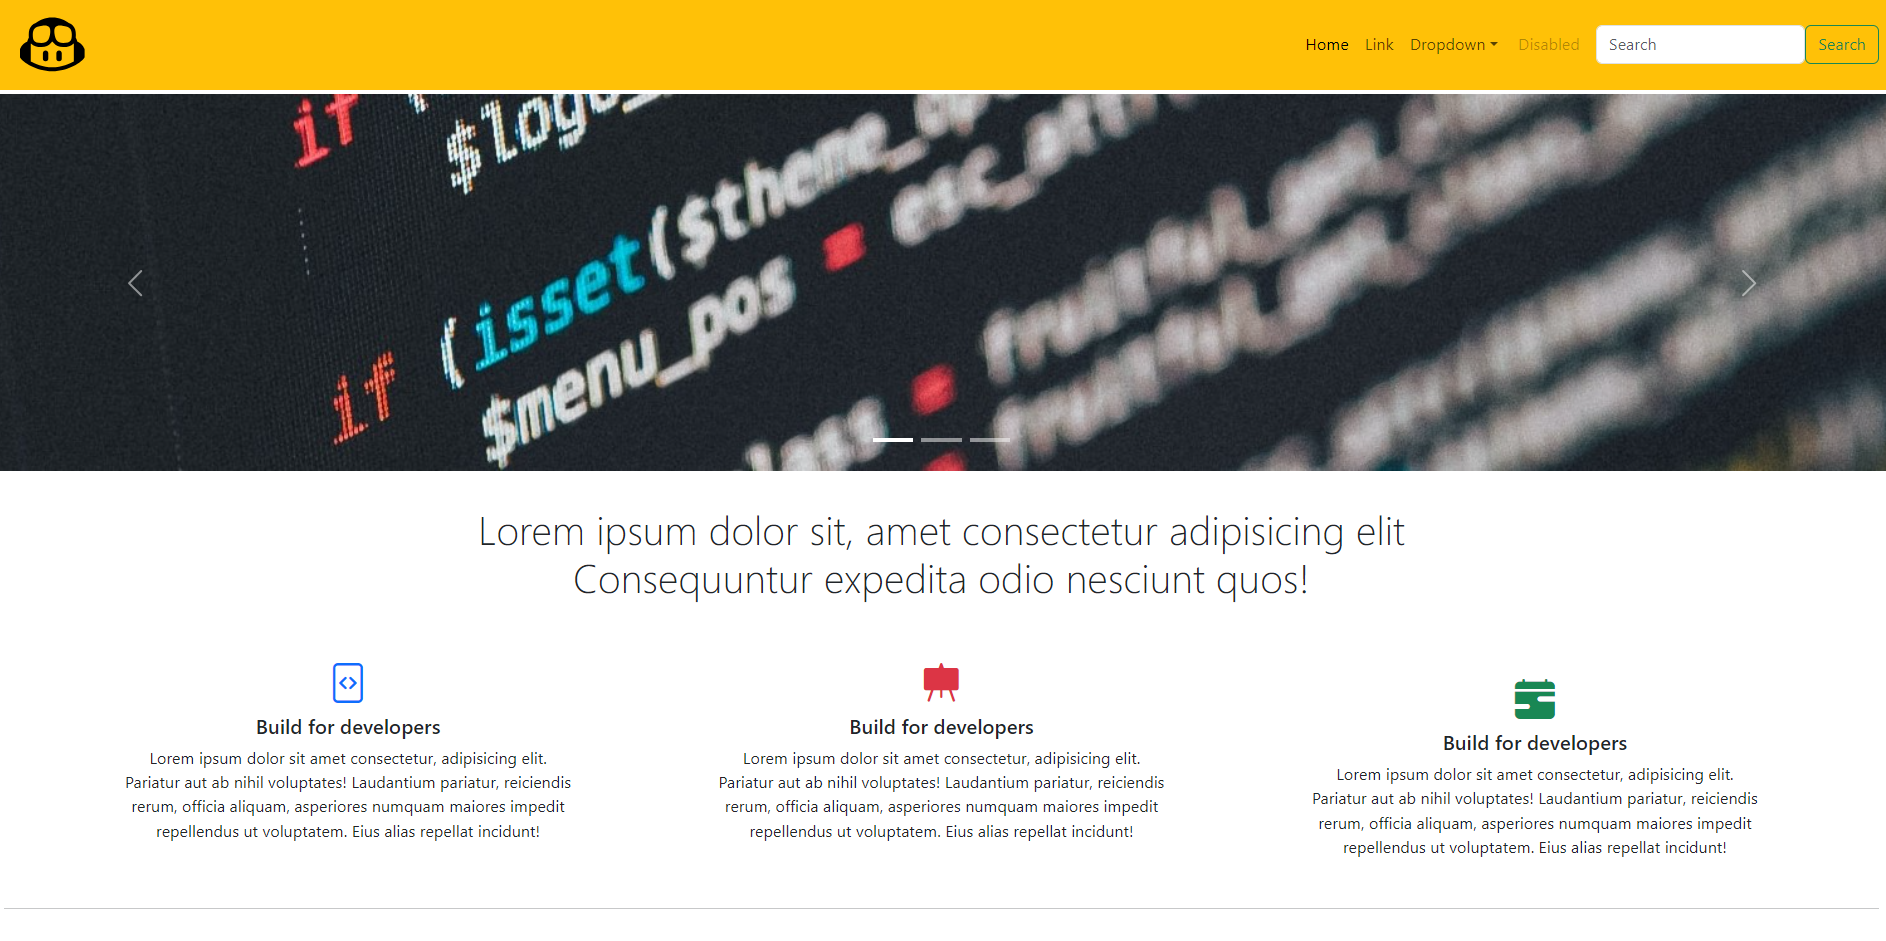 Home Link Dropdown Disabled Search Search
if
$logo_
if (isset($theme_
$menu_pos = esc_
Lorem ipsum dolor sit, amet consectetur adipisicing elit
Consequuntur expedita odio nesciunt quos!
Build for developers
Lorem ipsum dolor sit amet consectetur, adipisicing elit.
Pariatur aut ab nihil voluptates! Laudantium pariatur, reiciendis
rerum, officia aliquam, asperiores numquam maiores impedit
repellendus ut voluptatem. Eius alias repellat incidunt!
Build for developers
Lorem ipsum dolor sit amet consectetur, adipisicing elit.
Pariatur aut ab nihil voluptates! Laudantium pariatur, reiciendis
rerum, officia aliquam, asperiores numquam maiores impedit
repellendus ut voluptatem. Eius alias repellat incidunt!
Build for developers
Lorem ipsum dolor sit amet consectetur, adipisicing elit.
Pariatur aut ab nihil voluptates! Laudantium pariatur, reiciendis
rerum, officia aliquam, asperiores numquam maiores impedit
repellendus ut voluptatem. Eius alias repellat incidunt!